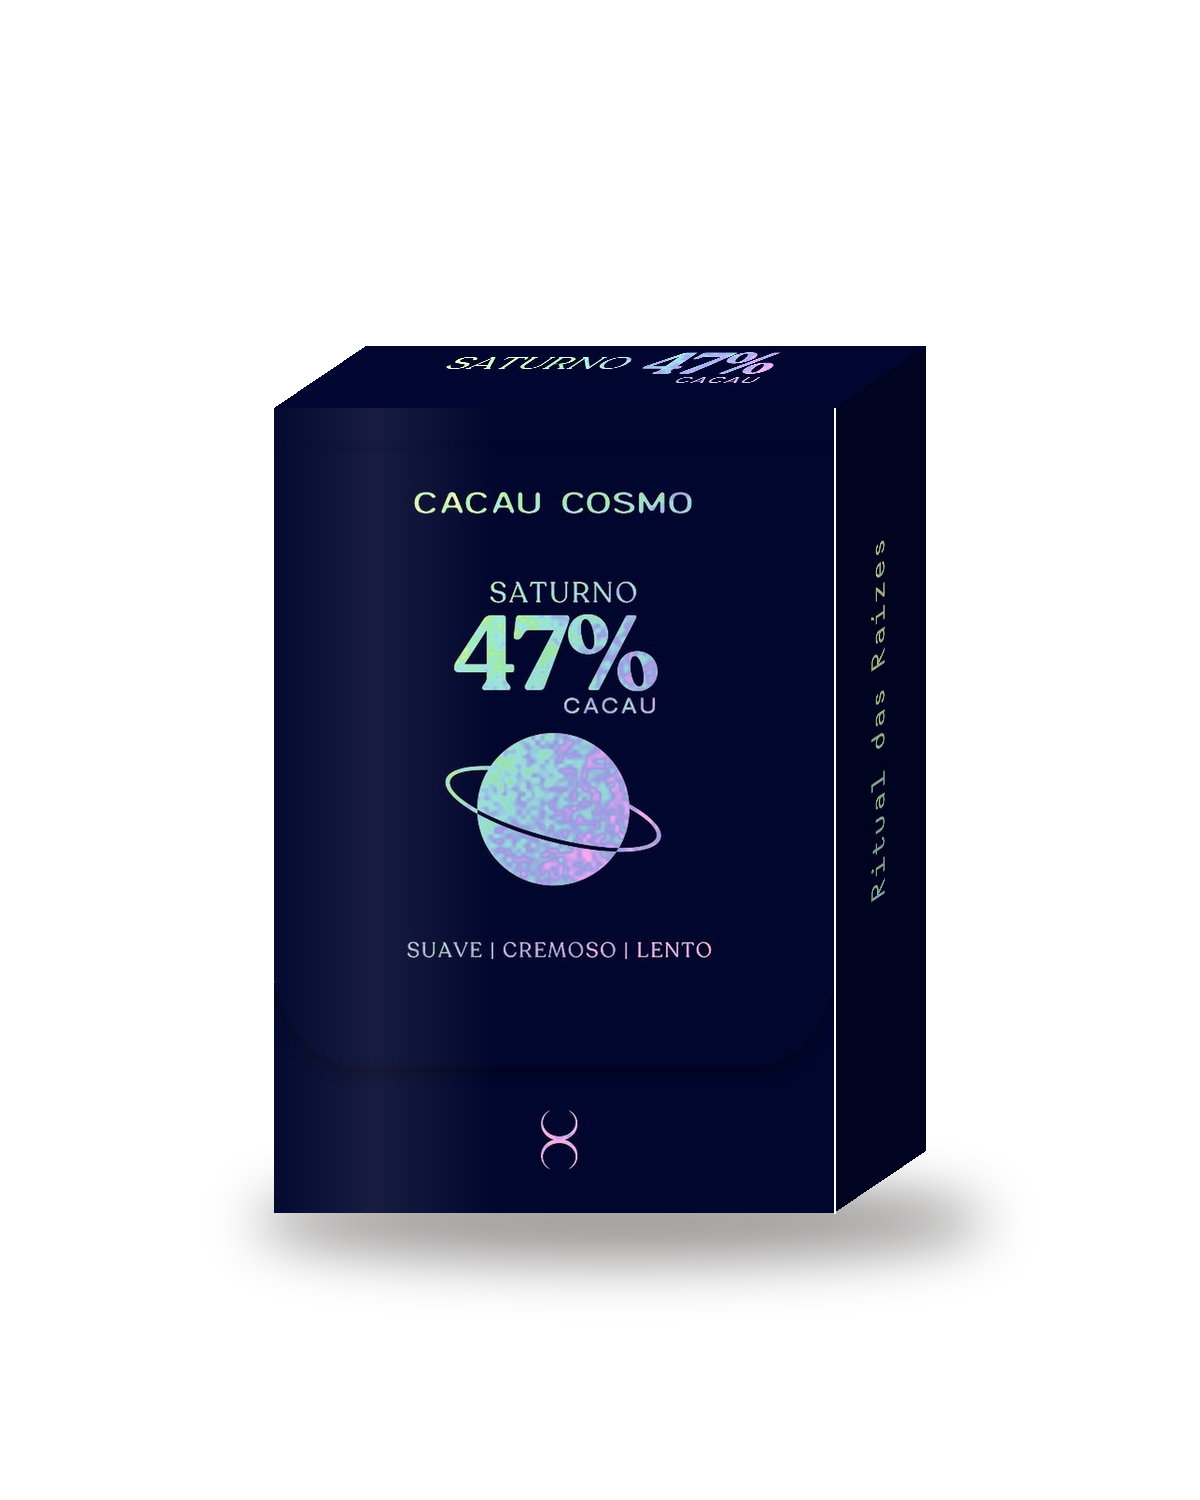 SATURNO 47%
CACAU
CACAU COSMO
SATURNO
47%
CACAU
SUAVE | CREMOSO | LENTO
Ritual das Raizes